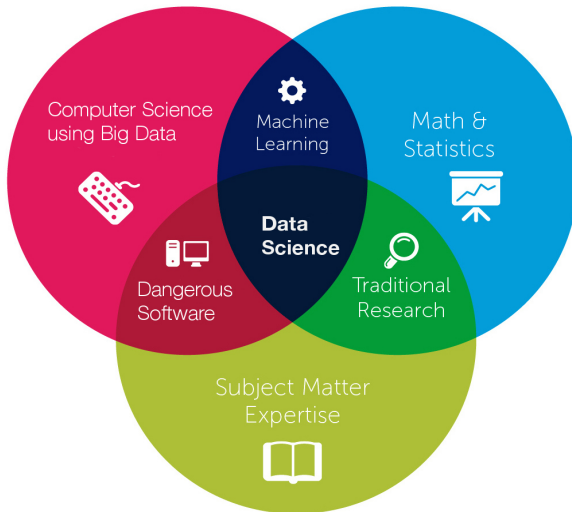 Computer Science
using Big Data
Machine
Learning
Math &
Statistics
Data
Science
Dangerous
Software
Traditional
Research
Subject Matter
Expertise